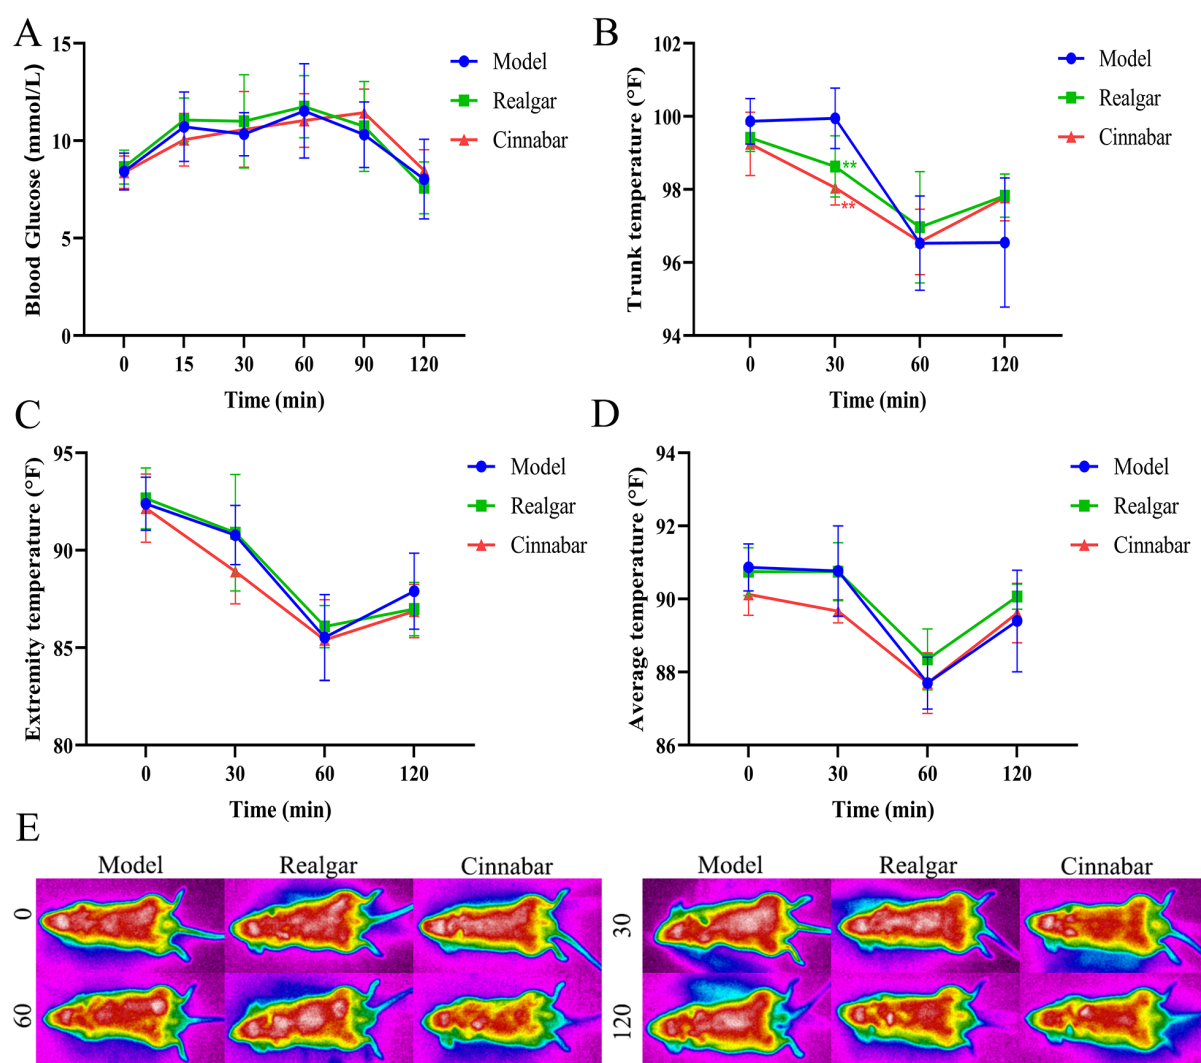 A
Blood Glucose (mmol/L)
15
10
5
0
0 15 30 60 90 120
Time (min)
Model
Realgar
Cinnabar
B
Trunk temperature (°F)
102
100
98
96
94
**
**
0 30 60 120
Time (min)
Model
Realgar
Cinnabar
C
Extremity temperature (°F)
95
90
85
80
0 30 60 120
Time (min)
Model
Realgar
Cinnabar
D
Average temperature (°F)
94
92
90
88
86
0 30 60 120
Time (min)
Model
Realgar
Cinnabar
E
Model Realgar Cinnabar
0
60
Model Realgar Cinnabar
30
120